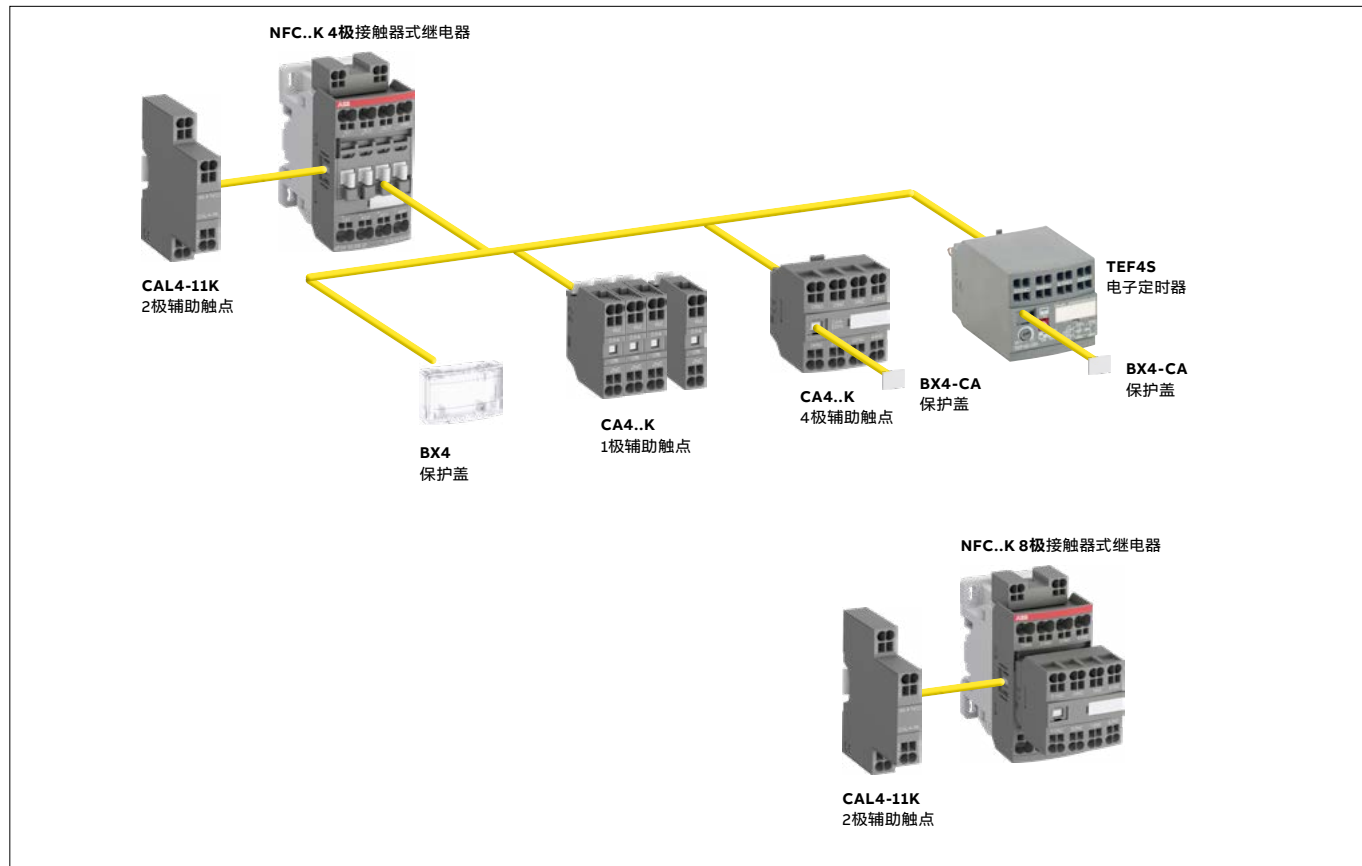 NFC..K 4极接触器式继电器
ABB
CAL4-11K
2极辅助触点
TEF4S
电子定时器
BX4-CA
保护盖
BX4-CA
保护盖
CA4..K
4极辅助触点
CA4..K
1极辅助触点
BX4
保护盖
NFC..K 8极接触器式继电器
ABB
CAL4-11K
2极辅助触点